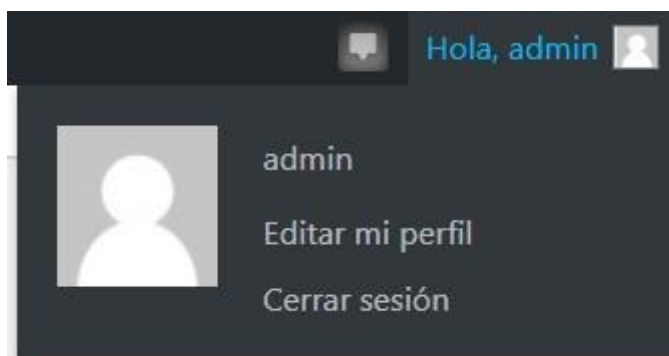 Hola, admin
admin
Editar mi perfil
Cerrar sesión